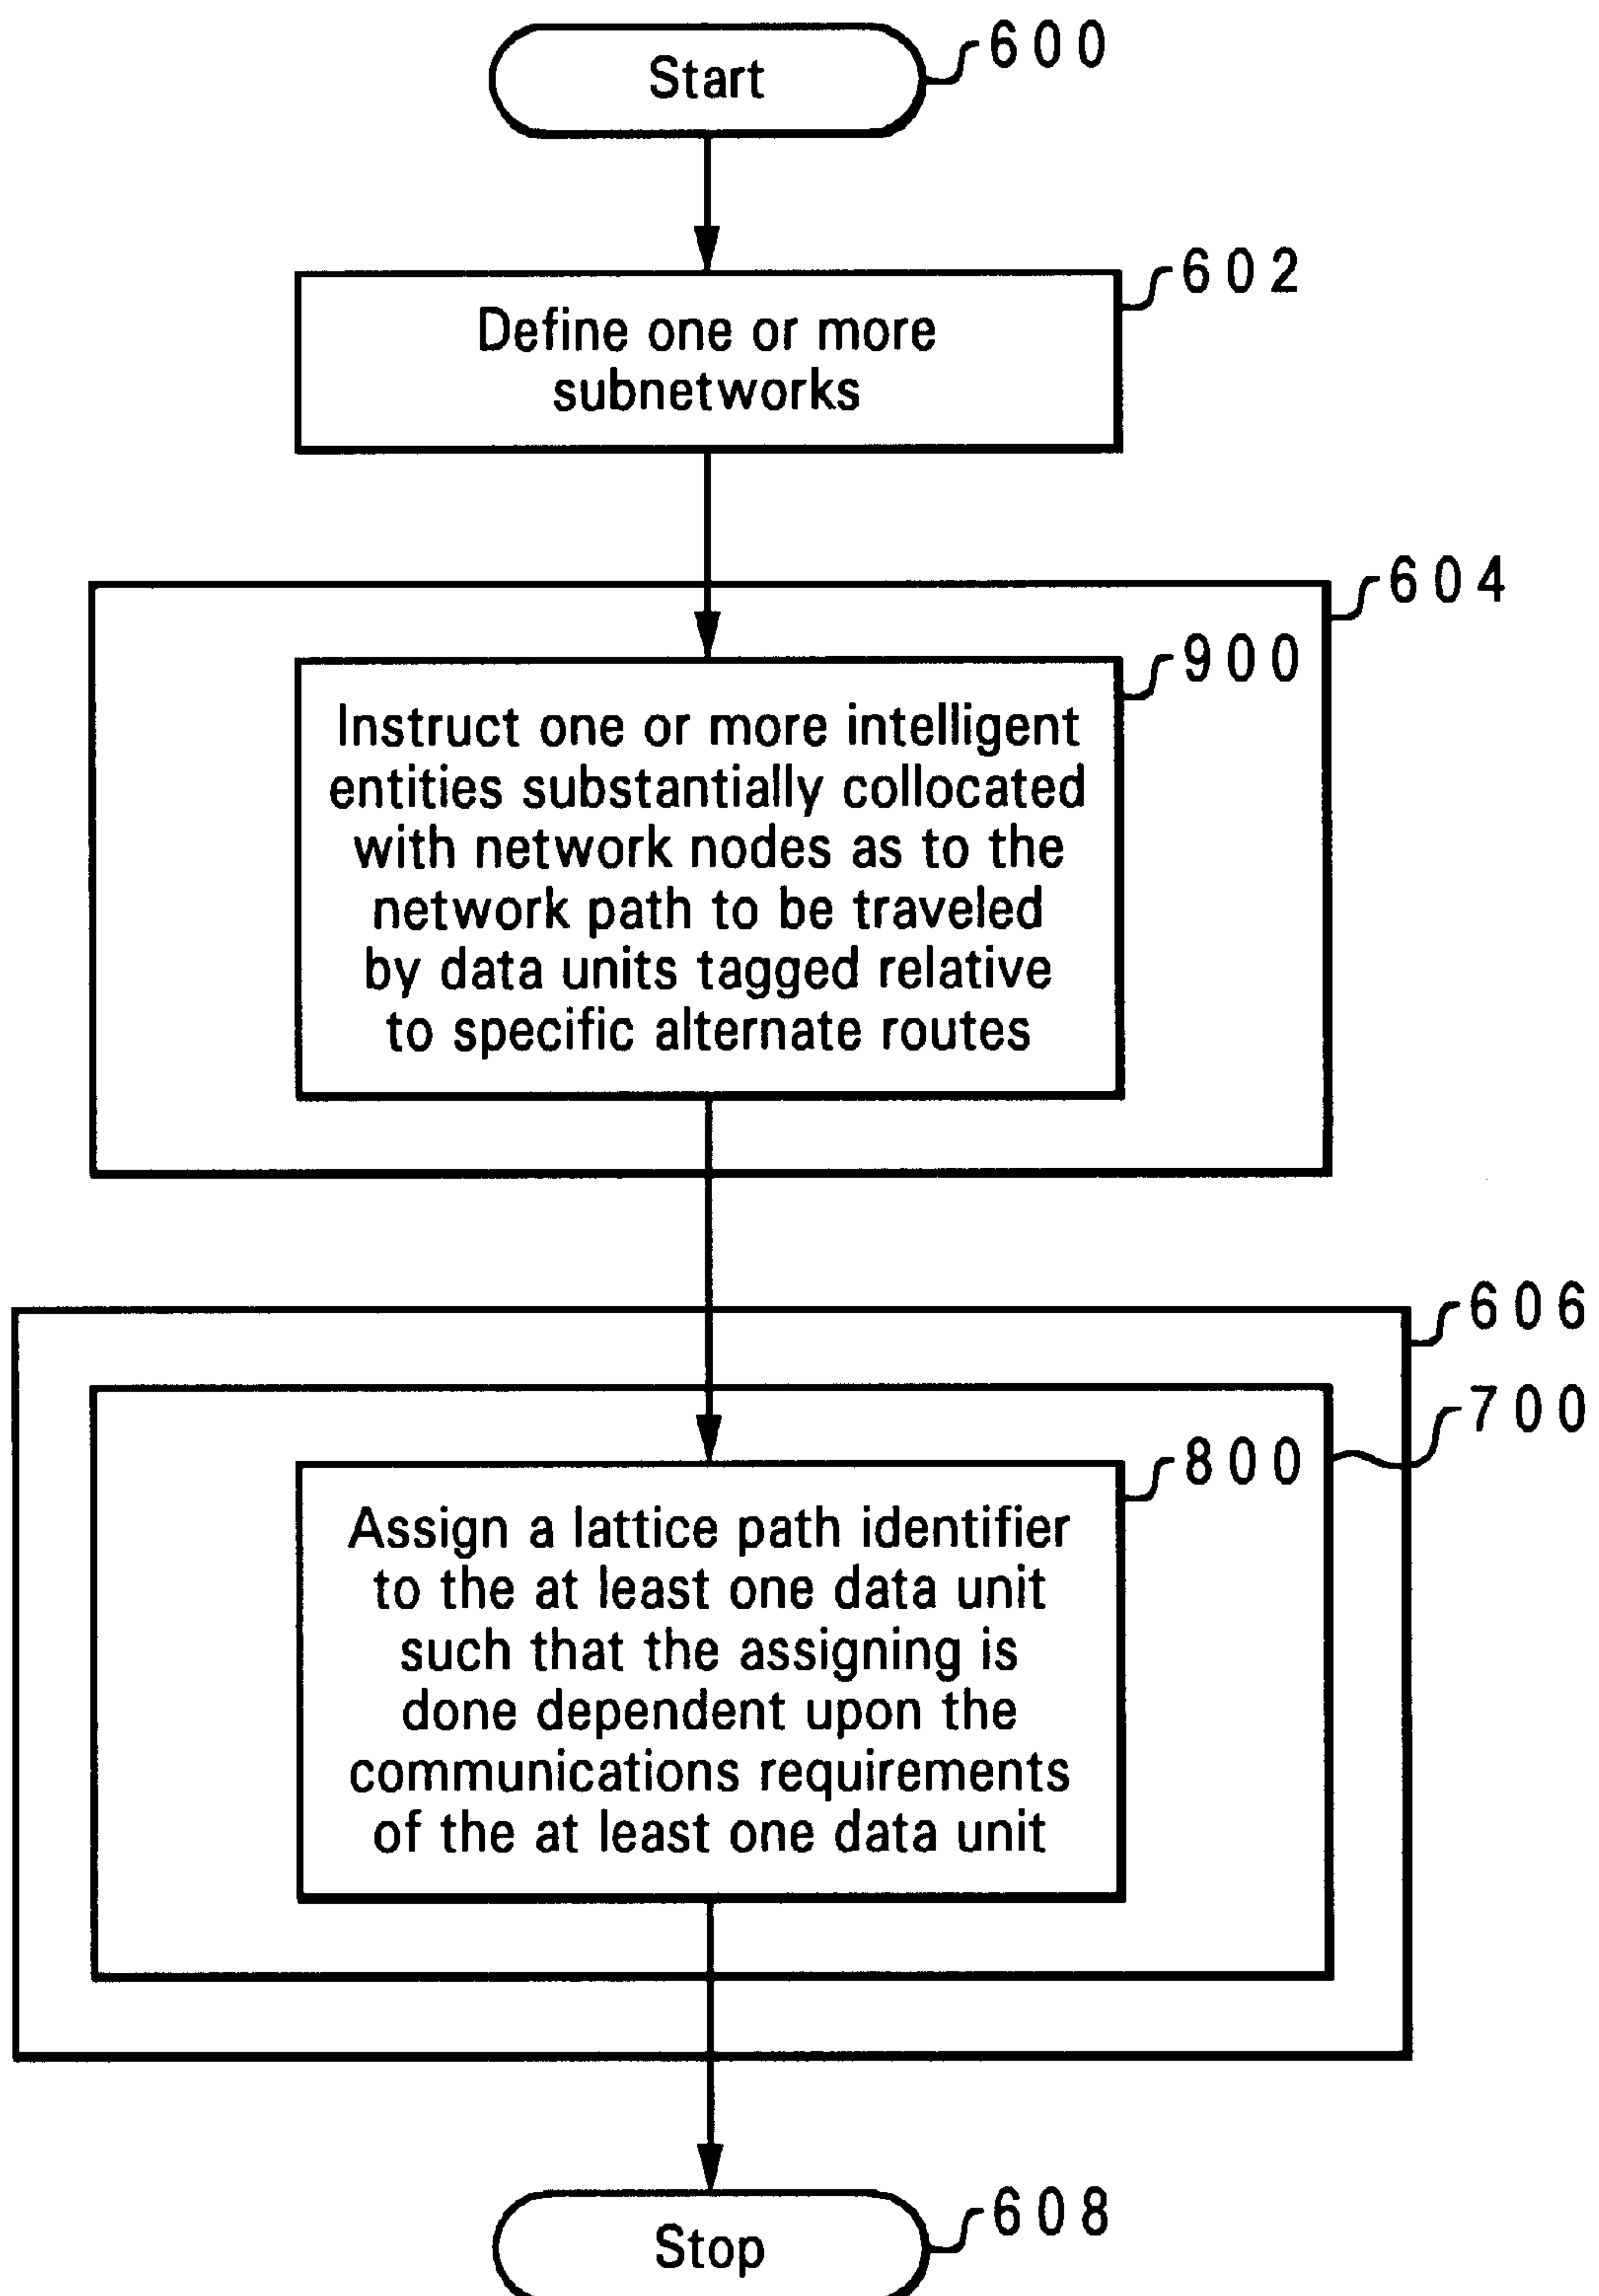 Start
600
602
Define one or more
subnetworks
604
900
Instruct one or more intelligent
entities substantially collocated
with network nodes as to the
network path to be traveled
by data units tagged relative
to specific alternate routes
606
700
800
Assign a lattice path identifier
to the at least one data unit
such that the assigning is
done dependent upon the
communications requirements
of the at least one data unit
608
Stop